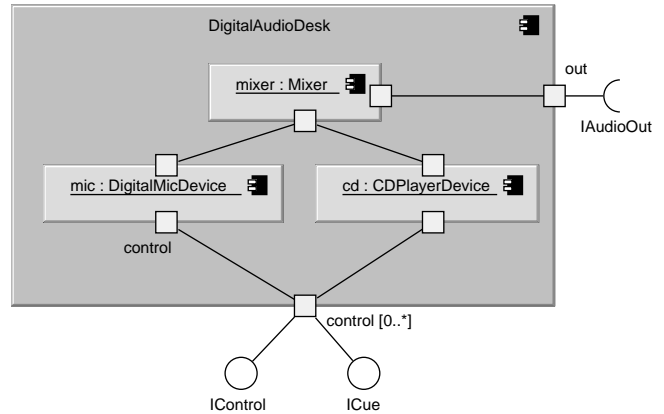 DigitalAudioDesk
out
mixer : Mixer
IAudioOut
mic : DigitalMicDevice
cd : CDPlayerDevice
control
control [0..*]
IControl
ICue